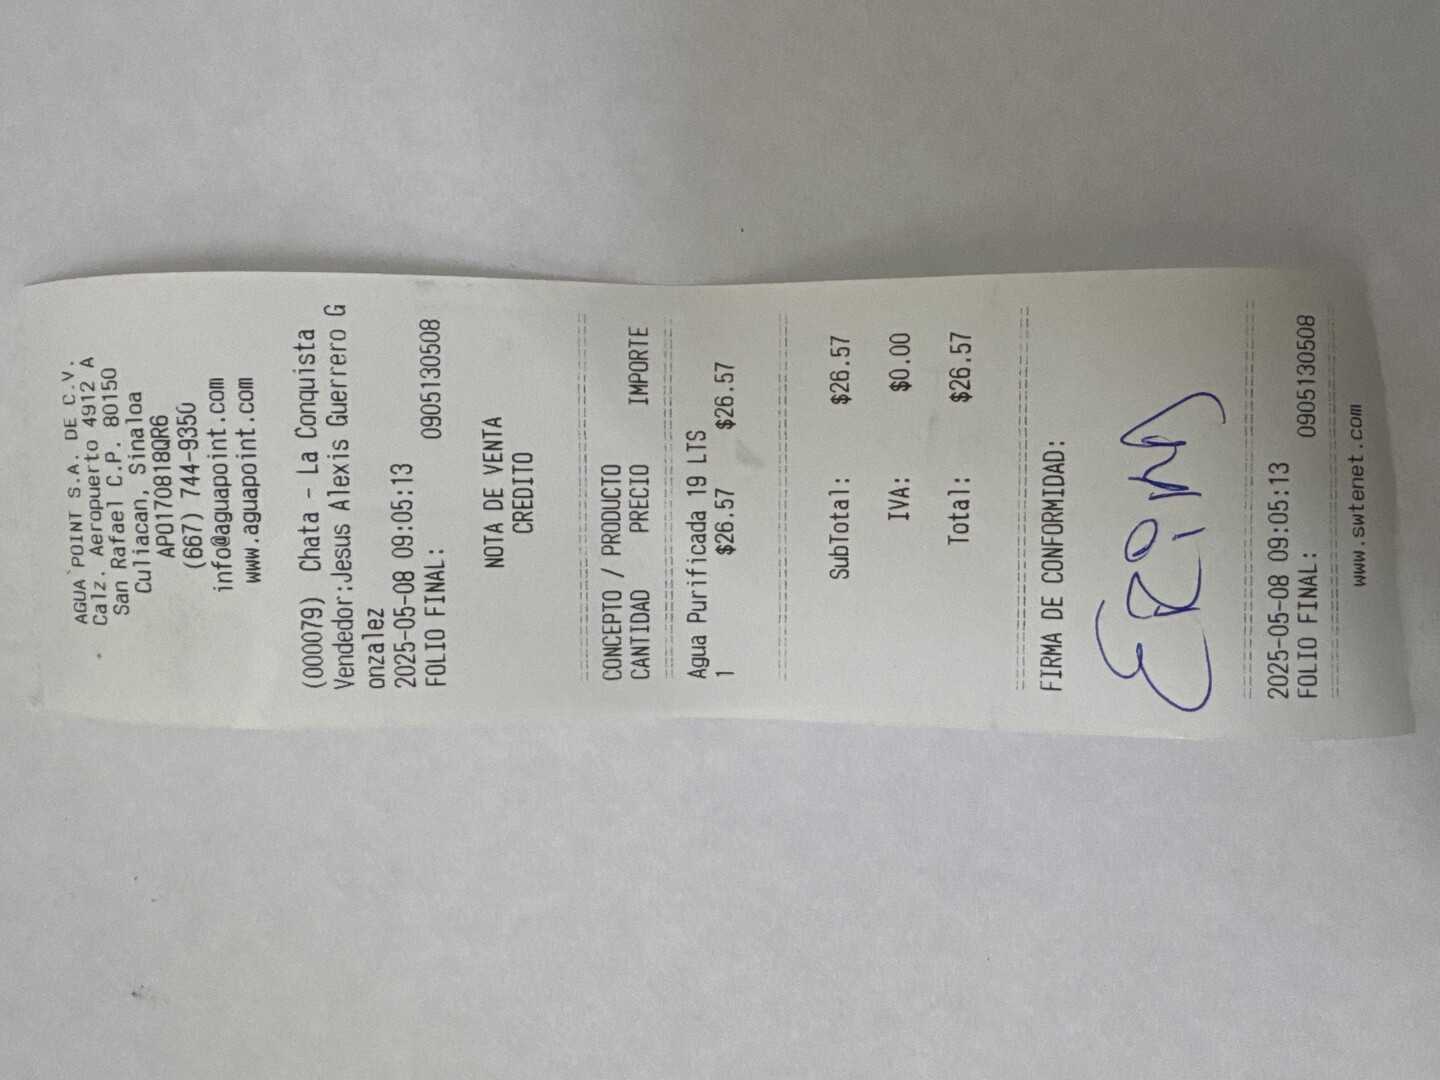 AGUA POINT S.A. DE C.V.
Calz. Aeropuerto 4912 A
San Rafael C.P. 80150
Culiacan, Sinaloa
APO170818QR6
(667) 744-9350
info@aguapoint.com
www.aguapoint.com
(000079) Chata - La Conquista
Vendedor:Jesus Alexis Guerrero G
onzalez
2025-05-08 09:05:13
FOLIO FINAL: 0905130508
NOTA DE VENTA
CREDITO
CONCEPTO / PRODUCTO
CANTIDAD PRECIO IMPORTE
Agua Purificada 19 LTS
1 $26.57 $26.57
SubTotal: $26.57
IVA: $0.00
Total: $26.57
FIRMA DE CONFORMIDAD:
2025-05-08 09:05:13
FOLIO FINAL: 0905130508
www.swtenet.com